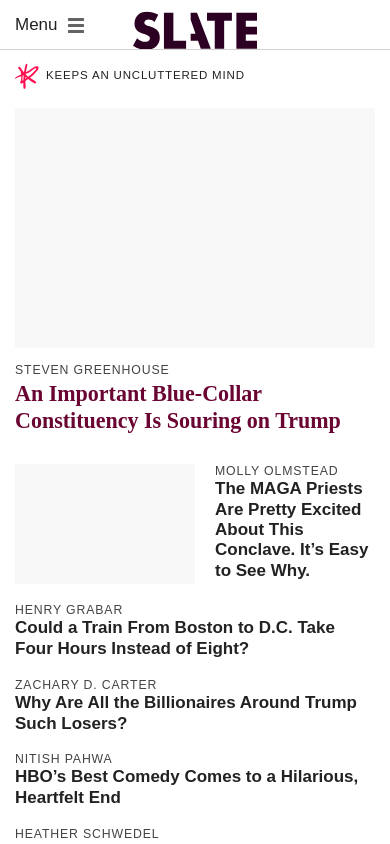 Menu
SLATE
KEEPS AN UNCLUTTERED MIND
STEVEN GREENHOUSE
An Important Blue-Collar
Constituency Is Souring on Trump
MOLLY OLMSTEAD
The MAGA Priests
Are Pretty Excited
About This
Conclave. It’s Easy
to See Why.
HENRY GRABAR
Could a Train From Boston to D.C. Take
Four Hours Instead of Eight?
ZACHARY D. CARTER
Why Are All the Billionaires Around Trump
Such Losers?
NITISH PAHWA
HBO’s Best Comedy Comes to a Hilarious,
Heartfelt End
HEATHER SCHWEDEL